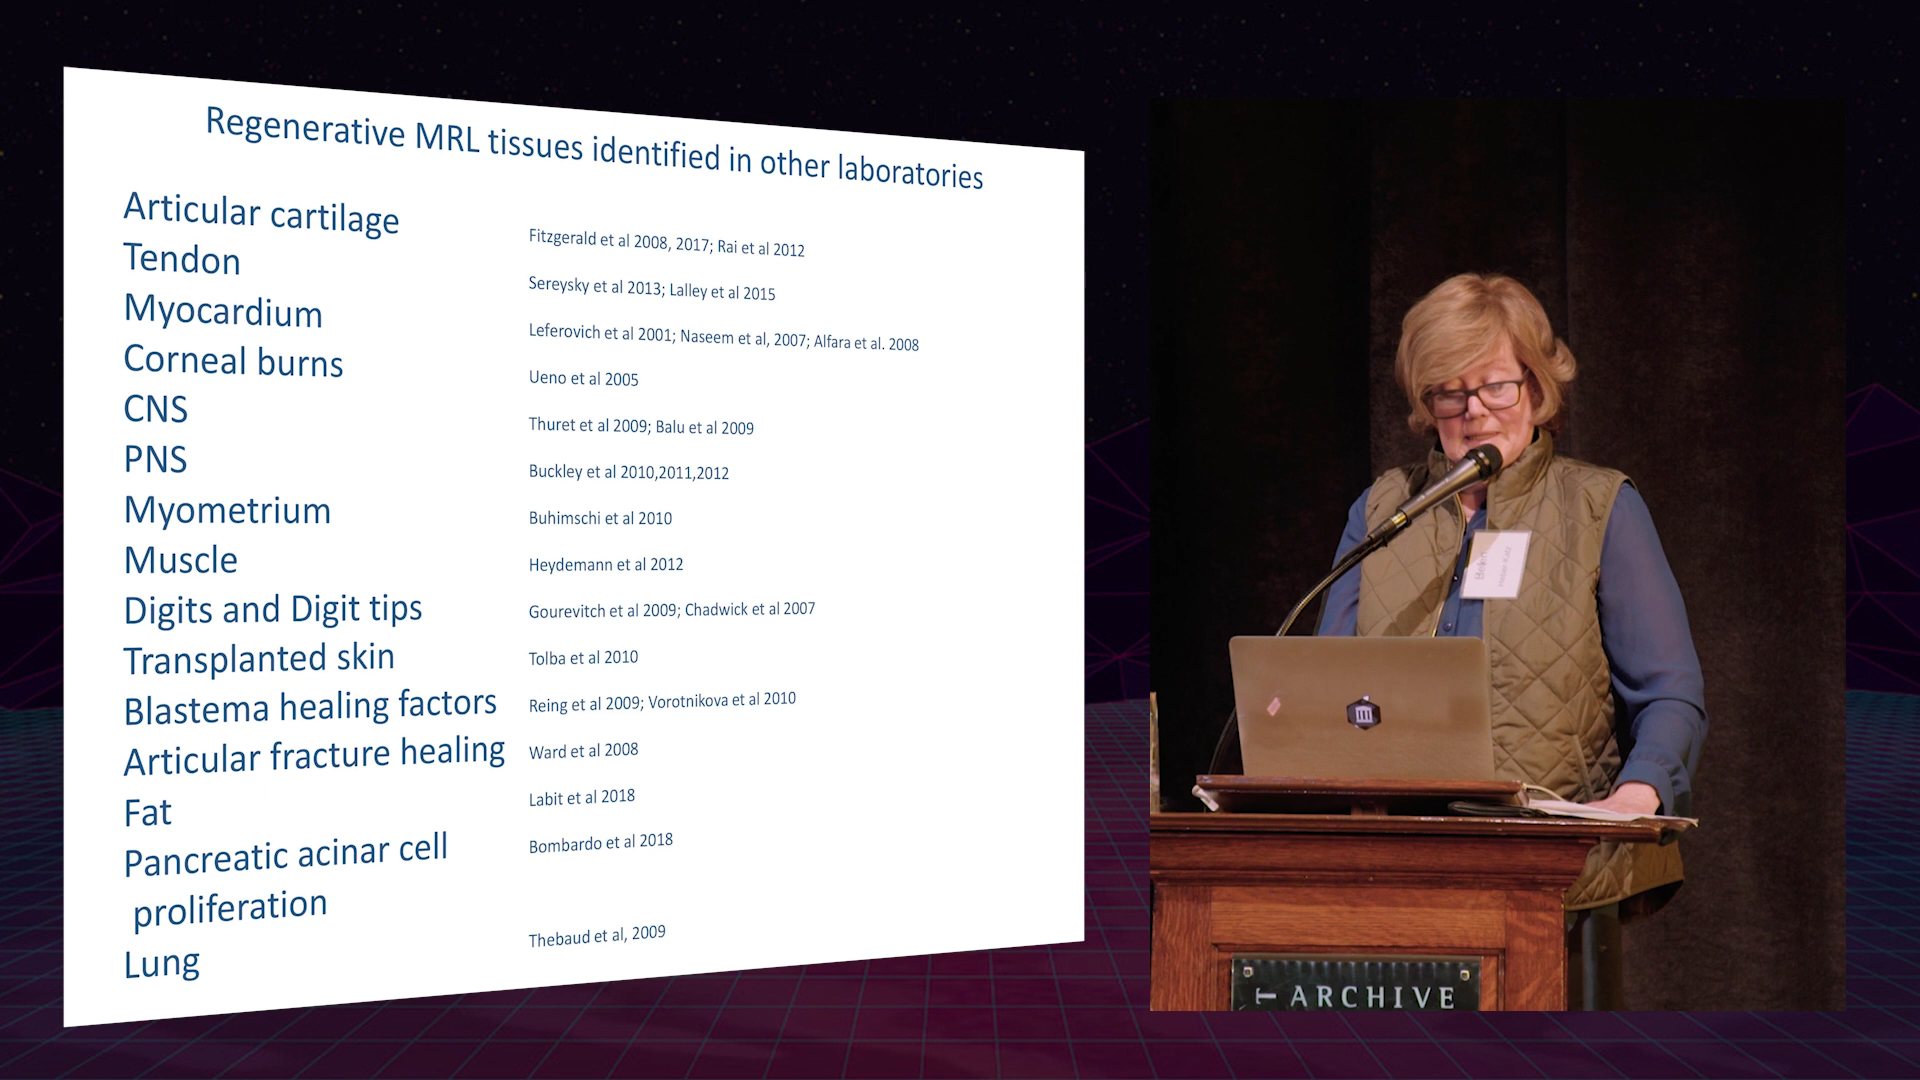 Regenerative MRL tissues identified in other laboratories
Articular cartilage
Fitzgerald et al 2008, 2017; Rai et al 2012
Tendon
Sereysky et al 2013; Lalley et al 2015
Myocardium
Leferovich et al 2001; Naseem et al, 2007; Alfara et al. 2008
Corneal burns
Ueno et al 2005
CNS
Thuret et al 2009; Balu et al 2009
PNS
Buckley et al 2010,2011,2012
Myometrium
Buhimschi et al 2010
Muscle
Heydemann et al 2012
Digits and Digit tips
Gourevitch et al 2009; Chadwick et al 2007
Transplanted skin
Tolba et al 2010
Blastema healing factors
Reing et al 2009; Vorotnikova et al 2010
Articular fracture healing
Ward et al 2008
Fat
Labit et al 2018
Pancreatic acinar cell
proliferation
Bombardo et al 2018
Lung
Thebaud et al, 2009
T ARCHIVE